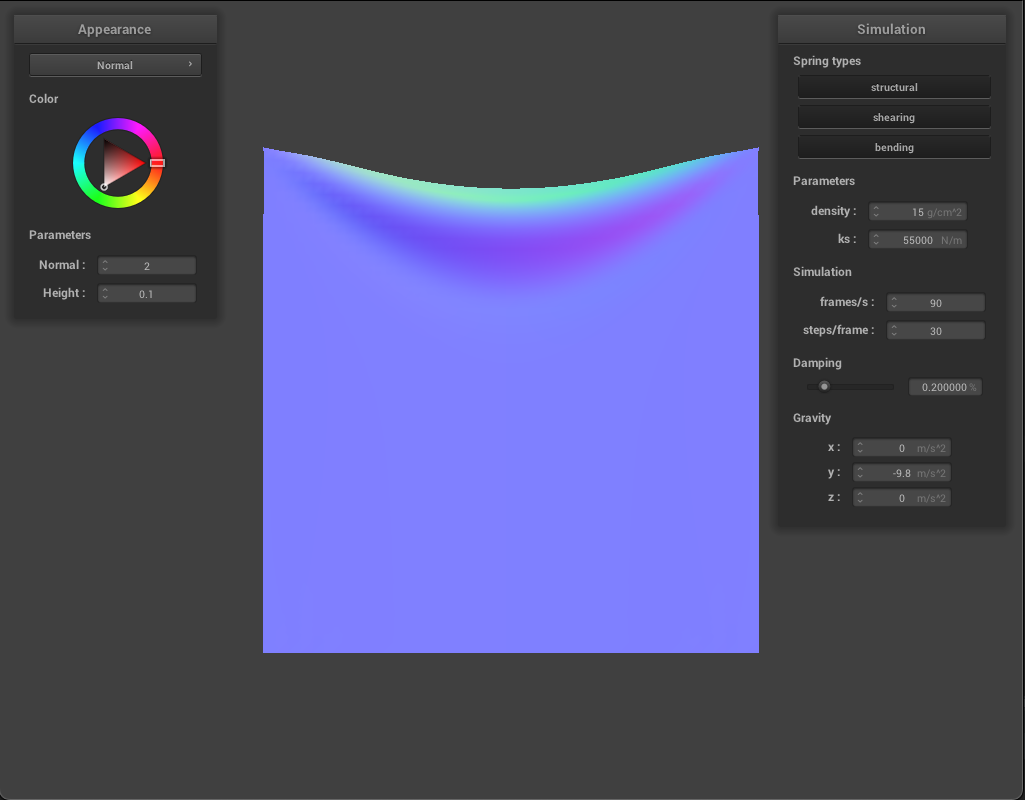 Appearance
Normal
Color
Parameters
Normal : 2
Height : 0.1
Simulation
Spring types
structural
shearing
bending
Parameters
density : 15 g/cm^2
ks : 55000 N/m
Simulation
frames/s : 90
steps/frame : 30
Damping
0.200000 %
Gravity
x : 0 m/s^2
y : -9.8 m/s^2
z : 0 m/s^2